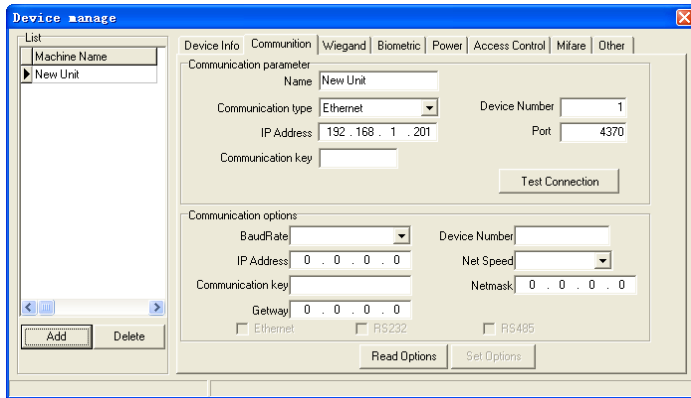 Device manage
List
Machine Name
New Unit
Add Delete
Device Info Communition Wiegand Biometric Power Access Control Mifare Other
Communication parameter
Name New Unit
Communication type Ethernet Device Number 1
IP Address 192 . 168 . 1 . 201 Port 4370
Communication key
Test Connection
Communication options
BaudRate Device Number
IP Address 0 . 0 . 0 . 0 Net Speed
Communication key Netmask 0 . 0 . 0 . 0
Getway 0 . 0 . 0 . 0
Ethernet RS232 RS485
Read Options Set Options